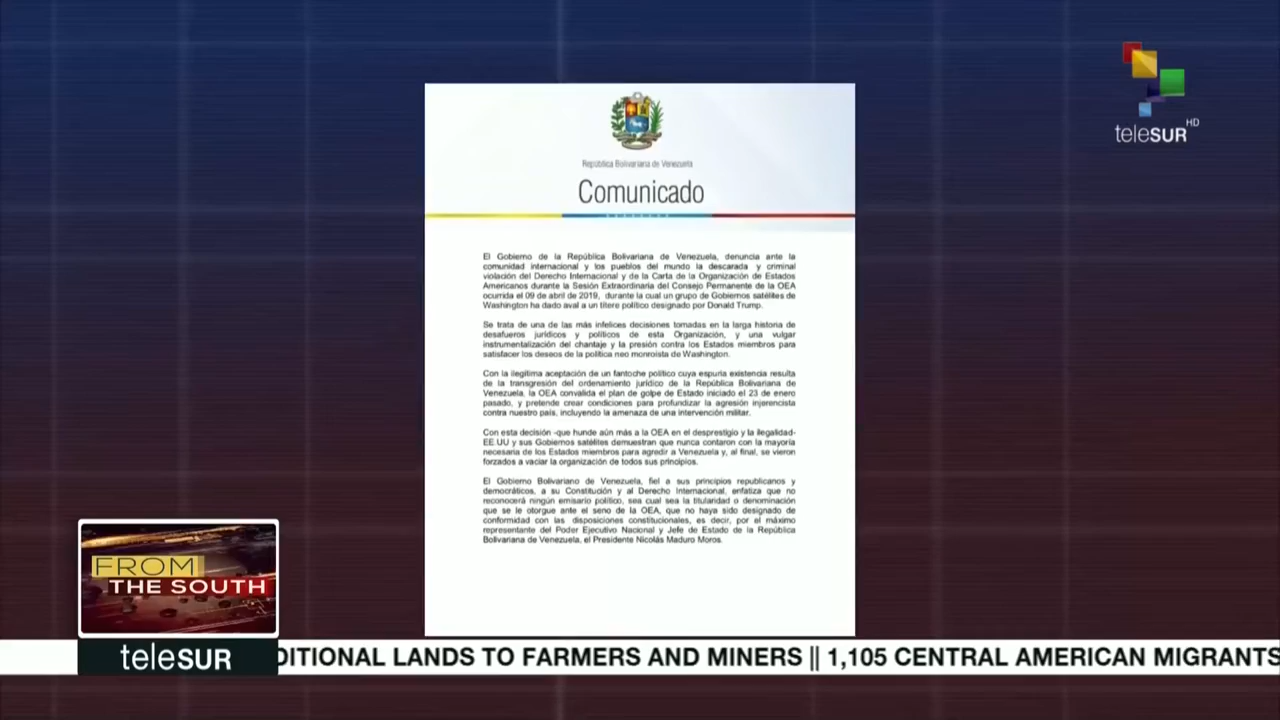 teleSUR HD
República Bolivariana de Venezuela
Comunicado
El Gobierno de la República Bolivariana de Venezuela, denuncia ante la
comunidad internacional y los pueblos del mundo la descarada y criminal
violación del Derecho Internacional y de la Carta de la Organización de Estados
Americanos durante la Sesión Extraordinaria del Consejo Permanente de la OEA
ocurrida el 09 de abril de 2019, durante la cual un grupo de Gobiernos satélites de
Washington ha dado aval a un títere político designado por Donald Trump.
Se trata de una de las más infelices decisiones tomadas en la larga historia de
desafueros jurídicos y políticos de esta Organización, y una vulgar
instrumentalización del chantaje y la presión contra los Estados miembros para
satisfacer los deseos de la política neo monroista de Washington.
Con la ilegítima aceptación de un fantoche político cuya espuria existencia resulta
de la transgresión del ordenamiento jurídico de la República Bolivariana de
Venezuela, la OEA convalida el plan de golpe de Estado iniciado el 23 de enero
pasado, y pretende crear condiciones para profundizar la agresión injerencista
contra nuestro país, incluyendo la amenaza de una intervención militar.
Con esta decisión -que hunde aún más a la OEA en el desprestigio y la ilegalidad-
EE.UU y sus Gobiernos satélites demuestran que nunca contaron con la mayoría
necesaria de los Estados miembros para agredir a Venezuela y, al final, se vieron
forzados a vaciar la organización de todos sus principios.
El Gobierno Bolivariano de Venezuela, fiel a sus principios republicanos y
democráticos, a su Constitución y al Derecho Internacional, enfatiza que no
reconocerá ningún emisario político, sea cual sea la titularidad o denominación
que se le otorgue ante el seno de la OEA, que no haya sido designado de
conformidad con las disposiciones constitucionales, es decir, por el máximo
representante del Poder Ejecutivo Nacional y Jefe de Estado de la República
Bolivariana de Venezuela, el Presidente Nicolás Maduro Moros.
FROM
THE SOUTH
teleSUR
DITIONAL LANDS TO FARMERS AND MINERS || 1,105 CENTRAL AMERICAN MIGRANTS